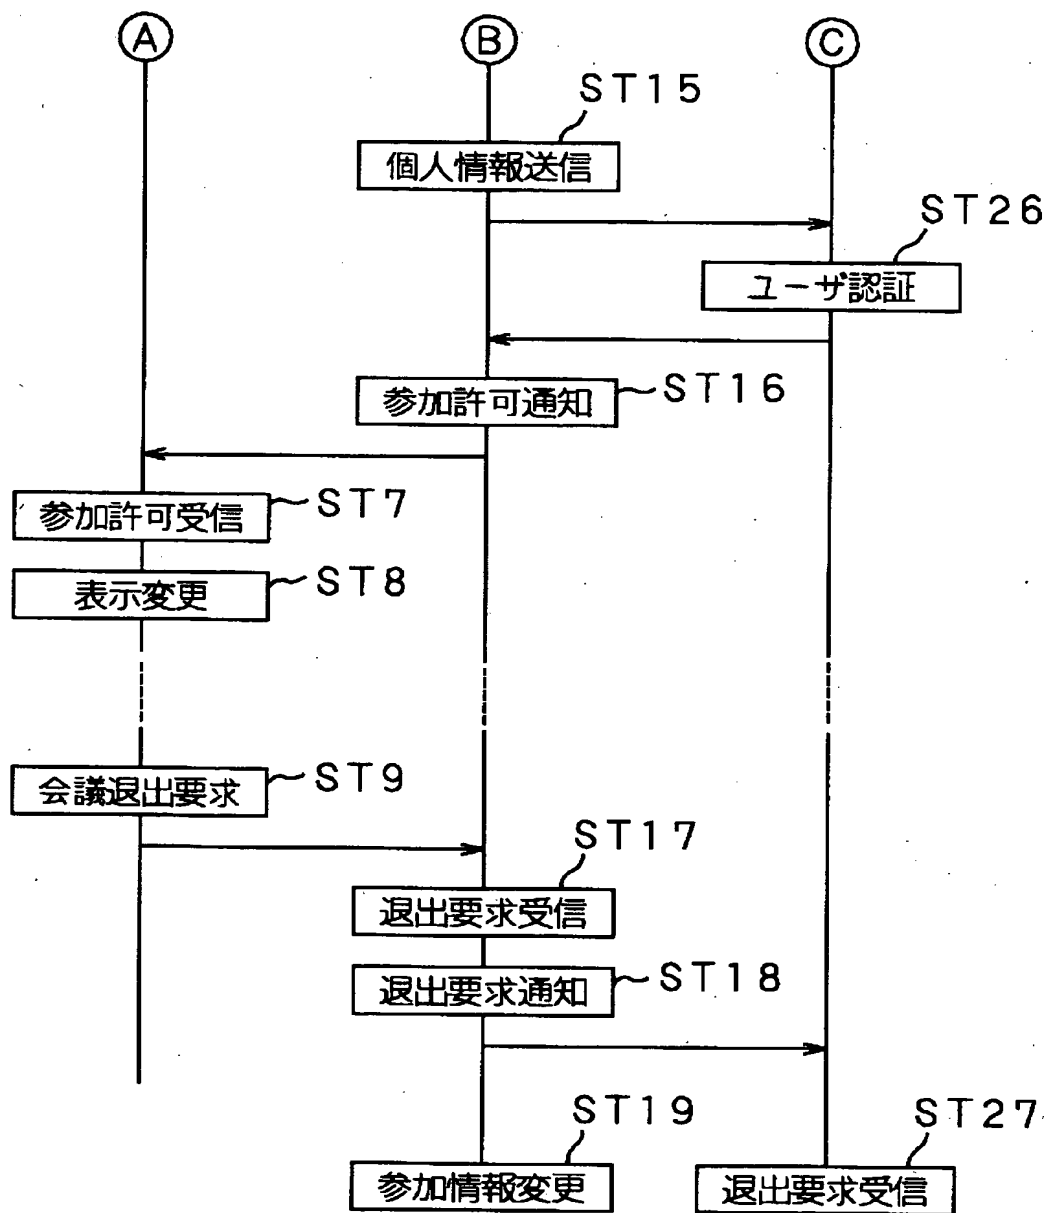 A
B
C
ST15
個人情報送信
ST26
ユーザ認証
ST16
参加許可通知
ST7
参加許可受信
ST8
表示変更
ST9
会議退出要求
ST17
退出要求受信
ST18
退出要求通知
ST19
参加情報変更
ST27
退出要求受信